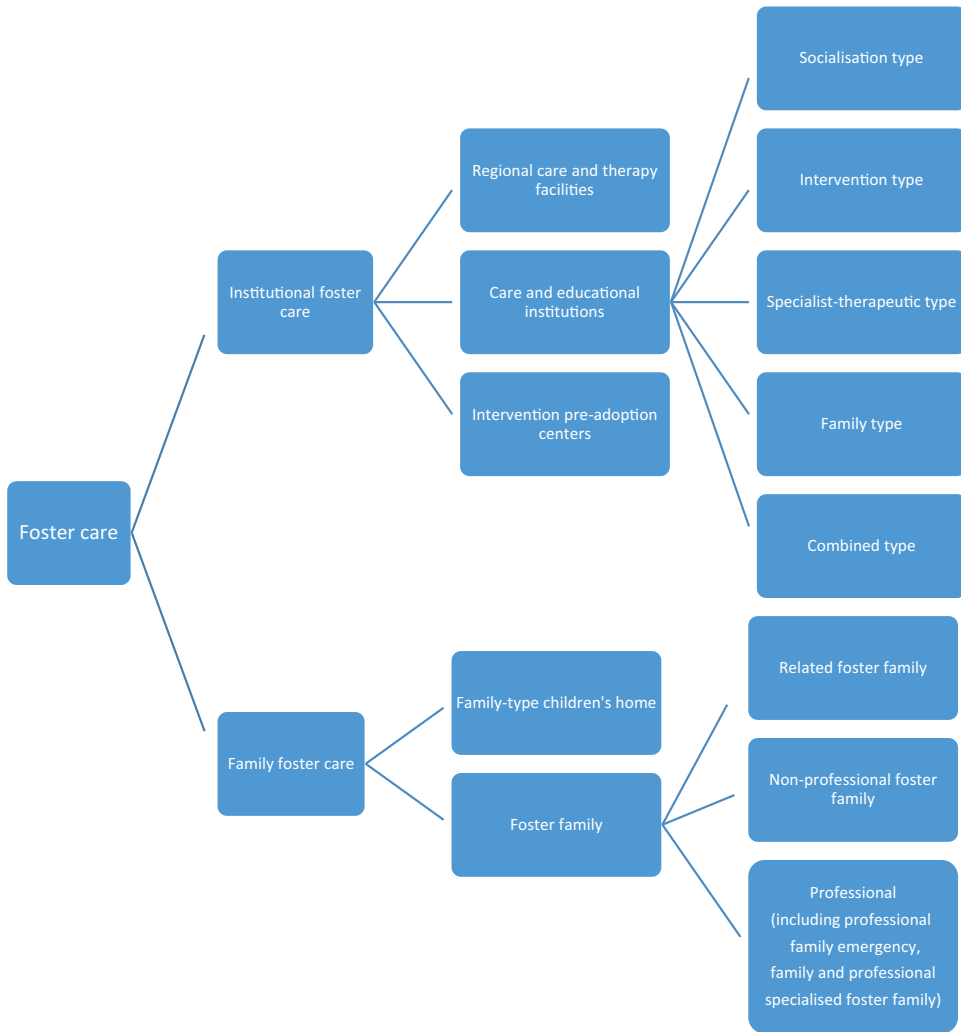 Foster care
Institutional foster
care
Regional care and therapy
facilities
Care and educational
institutions
Socialisation type
Intervention type
Specialist-therapeutic type
Family type
Combined type
Intervention pre-adoption
centers
Family foster care
Family-type children's home
Foster family
Related foster family
Non-professional foster
family
Professional
(including professional
family emergency,
family and professional
specialised foster family)